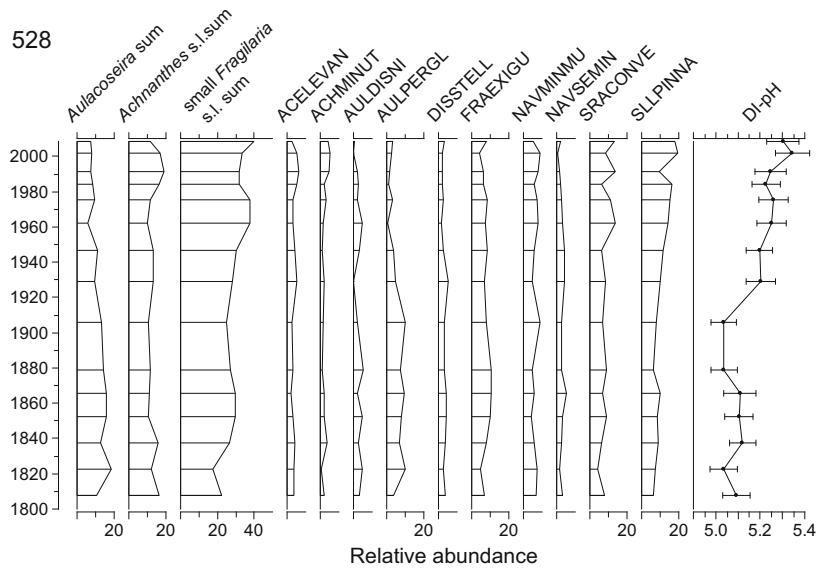 528
Aulacoseira sum
Achnanthes s.l.sum
small Fragilaria
s.l. sum
ACELEVAN
ACHMINUT
AULDISNI
AULPERGL
DISSTELL
FRAEXIGU
NAVMINMU
NAVSEMIN
SRACONVE
SLLPINNA
DI-pH
2000
1980
1960
1940
1920
1900
1880
1860
1840
1820
1800
20 20 20 40 20 20 20 20 5.0 5.2 5.4
Relative abundance